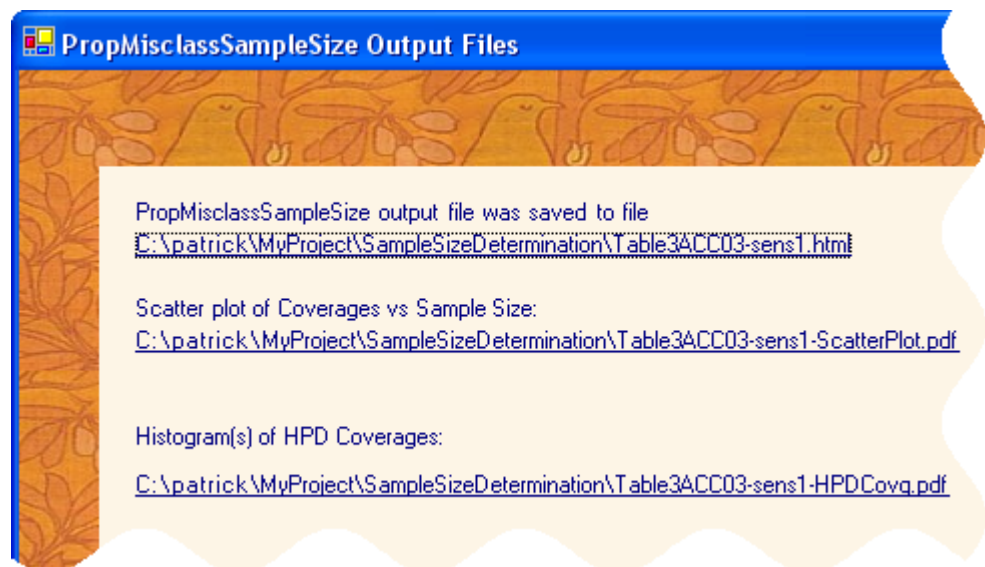 PropMisclassSampleSize Output Files
PropMisclassSampleSize output file was saved to file
C:\patrick\MyProject\SampleSizeDetermination\Table3ACC03-sens1.html
Scatter plot of Coverages vs Sample Size:
C:\patrick\MyProject\SampleSizeDetermination\Table3ACC03-sens1-ScatterPlot.pdf
Histogram(s) of HPD Coverages:
C:\patrick\MyProject\SampleSizeDetermination\Table3ACC03-sens1-HPDCovg.pdf